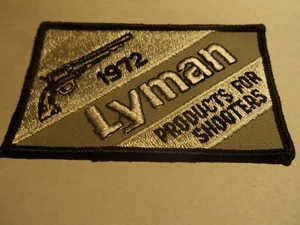 1972
Lyman
PRODUCTS FOR
SHOOTERS